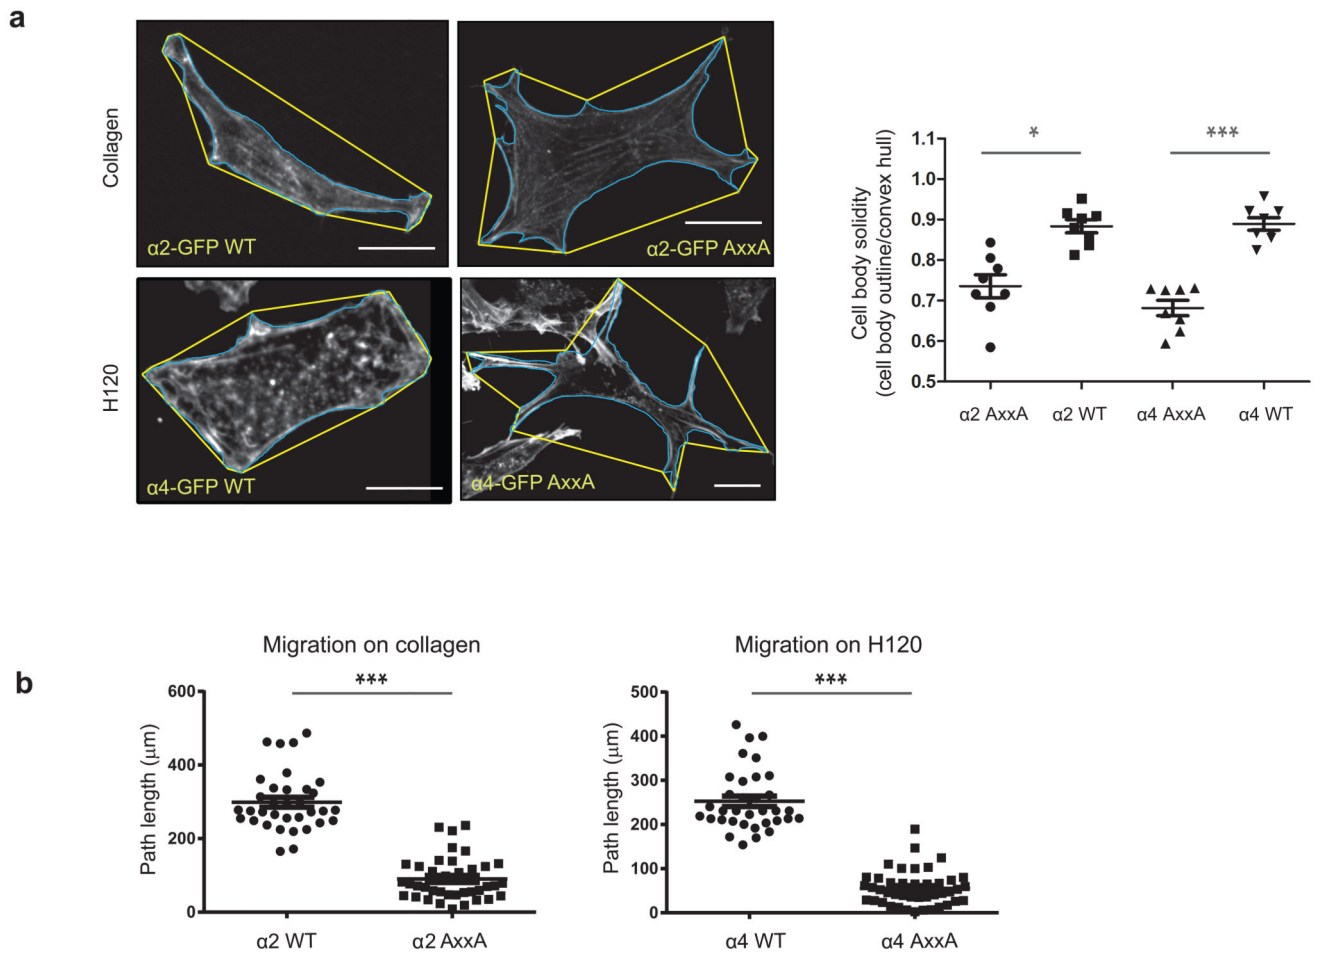 a
Collagen
α2-GFP WT
α2-GFP AxxA
H120
α4-GFP WT
α4-GFP AxxA
Cell body solidity
(cell body outline/convex hull)
1.1
1.0
0.9
0.8
0.7
0.6
0.5
*
***
α2 AxxA
α2 WT
α4 AxxA
α4 WT
b
Migration on collagen
***
Path length (μm)
600
400
200
0
α2 WT
α2 AxxA
Migration on H120
***
Path length (μm)
500
400
300
200
100
0
α4 WT
α4 AxxA